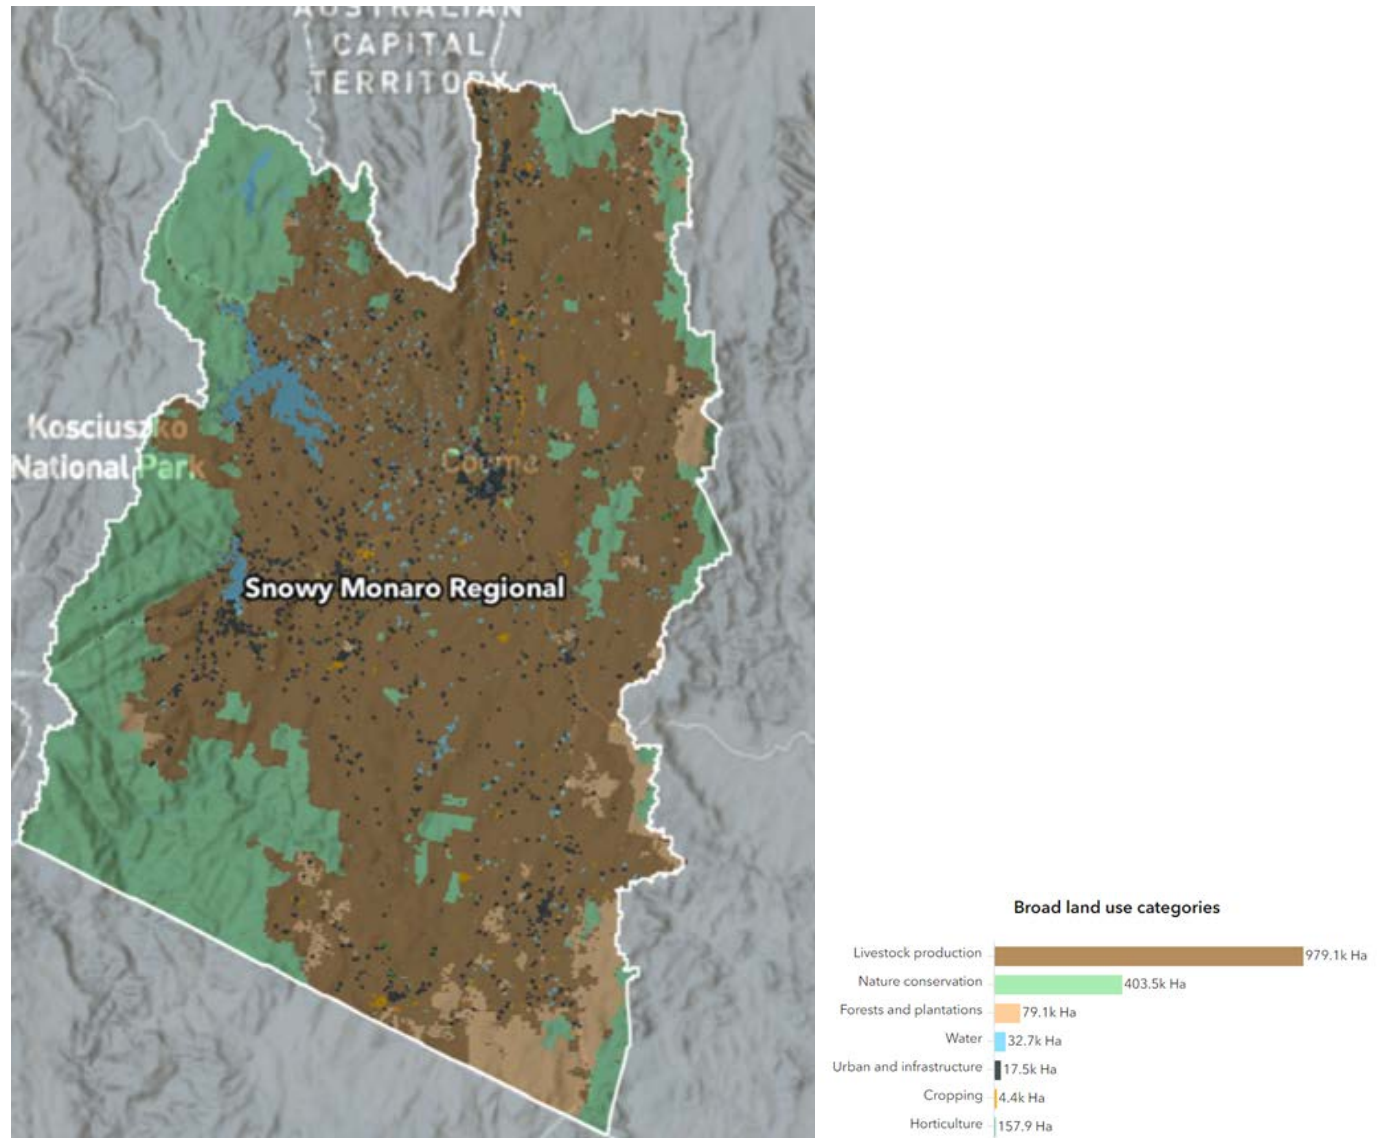 AUSTRALIAN
CAPITAL
TERRITORY
Kosciuszko
National Park
Cooma
Snowy Monaro Regional
Broad land use categories
Livestock production 979.1k Ha
Nature conservation 403.5k Ha
Forests and plantations 79.1k Ha
Water 32.7k Ha
Urban and infrastructure 17.5k Ha
Cropping 4.4k Ha
Horticulture 157.9 Ha